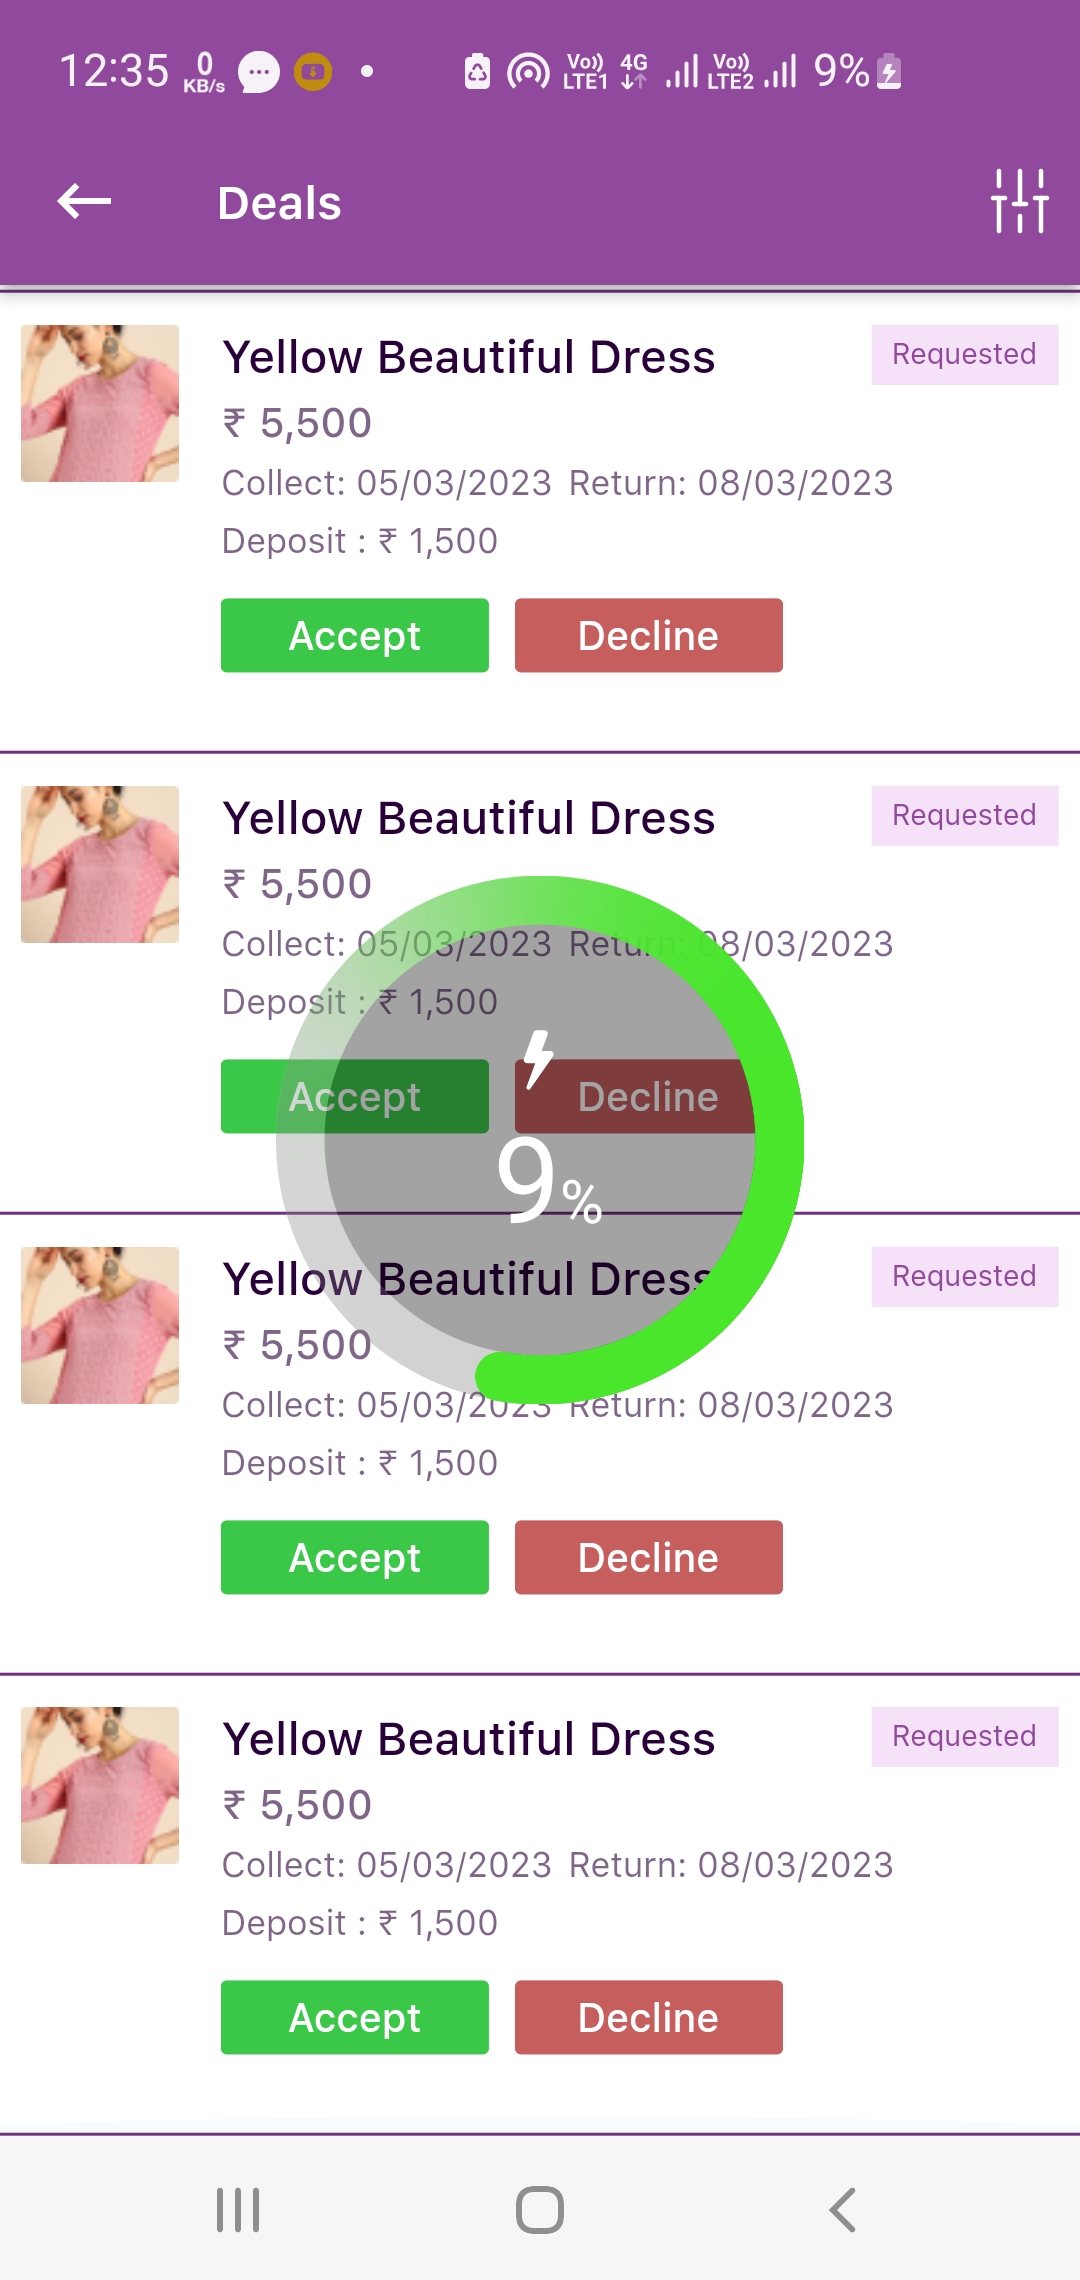 12:35 0 KB/s Vo)) LTE1 4G Vo)) LTE2 9%
Deals
Yellow Beautiful Dress Requested
₹ 5,500
Collect: 05/03/2023 Return: 08/03/2023
Deposit : ₹ 1,500
Accept Decline
Yellow Beautiful Dress Requested
₹ 5,500
Collect: 05/03/2023 Return: 08/03/2023
Deposit : ₹ 1,500
Accept Decline
9%
Yellow Beautiful Dress Requested
₹ 5,500
Collect: 05/03/2023 Return: 08/03/2023
Deposit : ₹ 1,500
Accept Decline
Yellow Beautiful Dress Requested
₹ 5,500
Collect: 05/03/2023 Return: 08/03/2023
Deposit : ₹ 1,500
Accept Decline